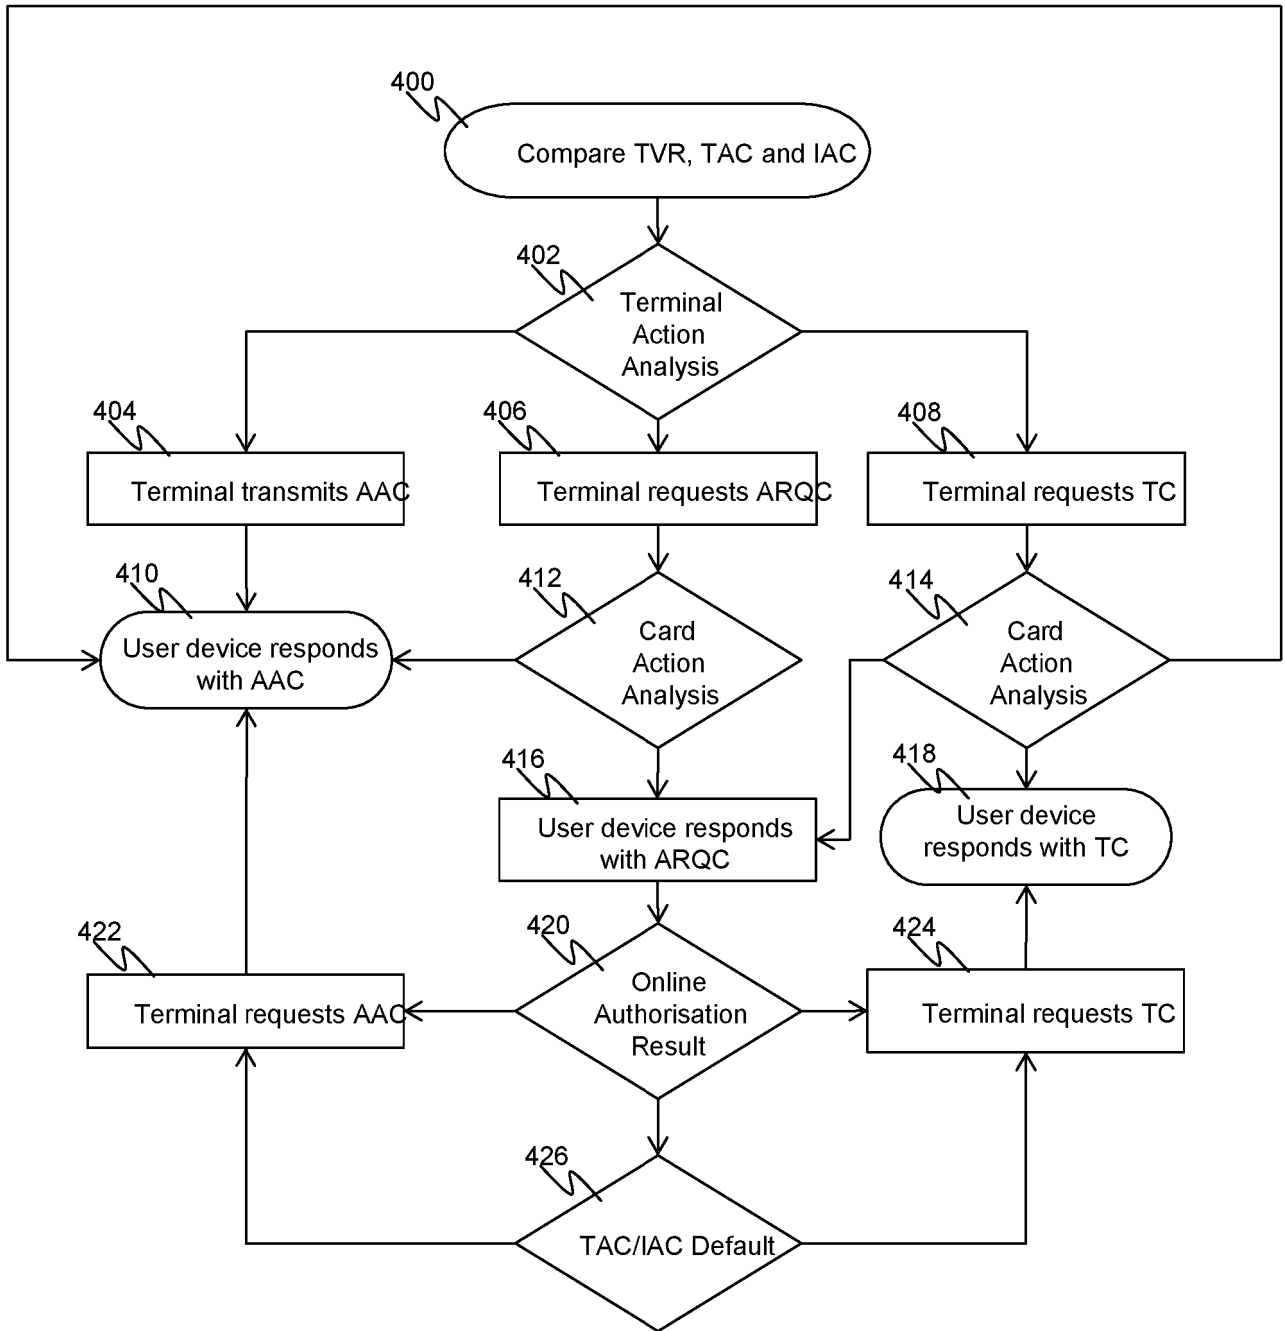 400
Compare TVR, TAC and IAC
402
Terminal
Action
Analysis
404
Terminal transmits AAC
406
Terminal requests ARQC
408
Terminal requests TC
410
User device responds
with AAC
412
Card
Action
Analysis
414
Card
Action
Analysis
416
User device responds
with ARQC
418
User device
responds with TC
420
Online
Authorisation
Result
422
Terminal requests AAC
424
Terminal requests TC
426
TAC/IAC Default